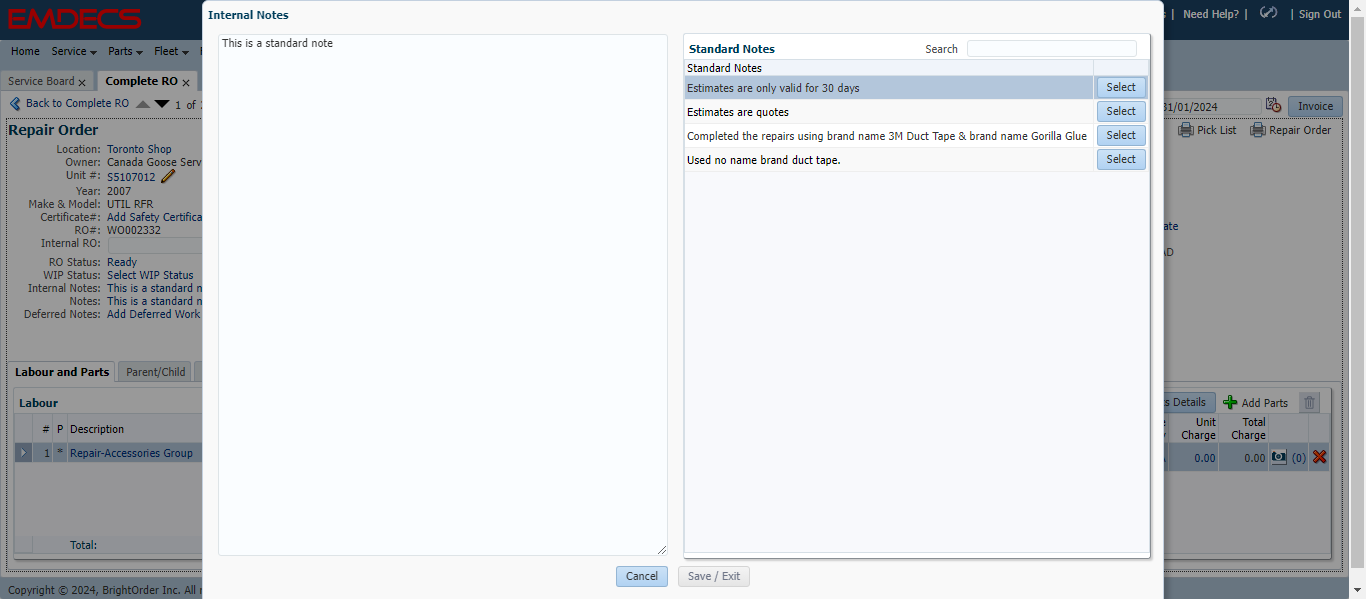 EMDECS
Need Help? | | Sign Out
Home Service Parts Fleet
Service Board x Complete RO x
Back to Complete RO 1 of
31/01/2024 Invoice
Repair Order
Pick List Repair Order
Location: Toronto Shop
Owner: Canada Goose Serv
Unit #: S5107012
Year: 2007
Make & Model: UTIL RFR
Certificate#: Add Safety Certifica
RO#: WO002332
Internal RO:
RO Status: Ready
WIP Status: Select WIP Status
Internal Notes: This is a standard n
Notes: This is a standard n
Deferred Notes: Add Deferred Work
Labour and Parts Parent/Child
Labour
# P Description
1 * Repair-Accessories Group
Total:
Copyright © 2024, BrightOrder Inc. All r
Internal Notes
This is a standard note
Standard Notes Search
Standard Notes
Estimates are only valid for 30 days Select
Estimates are quotes Select
Completed the repairs using brand name 3M Duct Tape & brand name Gorilla Glue Select
Used no name brand duct tape. Select
Cancel Save / Exit
ate
AD
s Details Add Parts
Unit Charge Total Charge
0.00 0.00 (0)